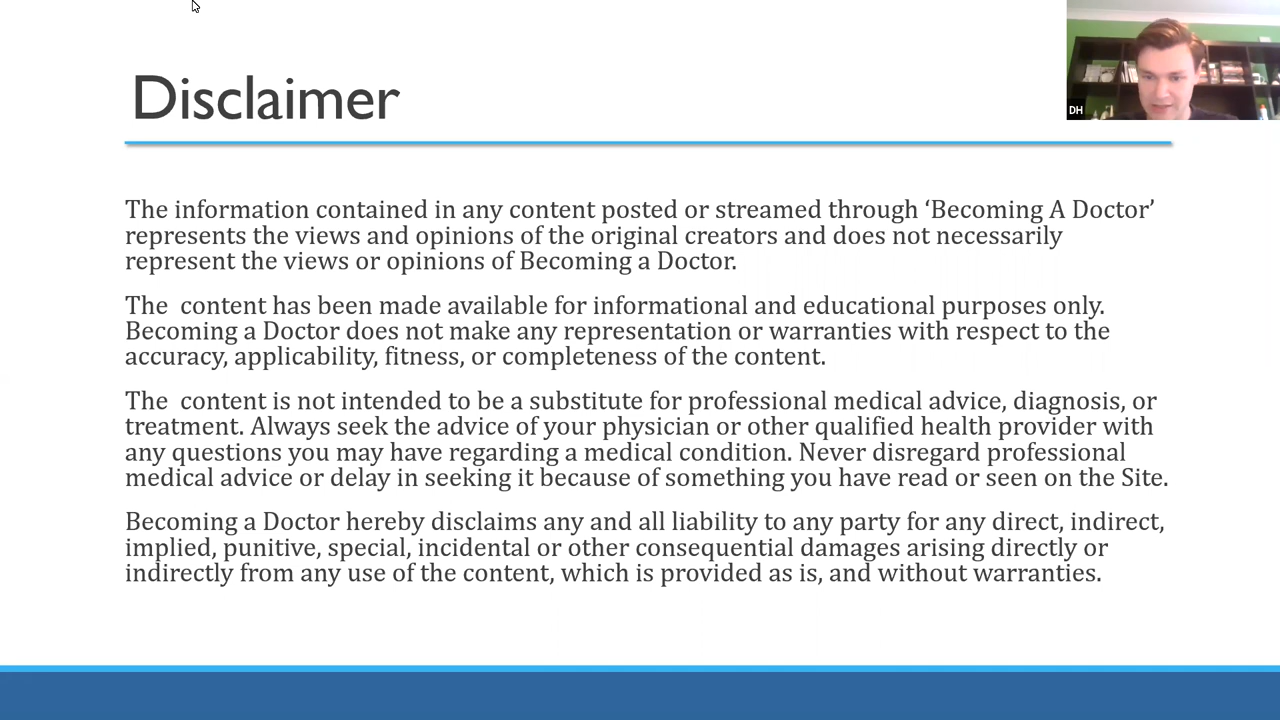 Disclaimer
DH
The information contained in any content posted or streamed through ‘Becoming A Doctor’
represents the views and opinions of the original creators and does not necessarily
represent the views or opinions of Becoming a Doctor.
The  content has been made available for informational and educational purposes only.
Becoming a Doctor does not make any representation or warranties with respect to the
accuracy, applicability, fitness, or completeness of the content.
The  content is not intended to be a substitute for professional medical advice, diagnosis, or
treatment. Always seek the advice of your physician or other qualified health provider with
any questions you may have regarding a medical condition. Never disregard professional
medical advice or delay in seeking it because of something you have read or seen on the Site.
Becoming a Doctor hereby disclaims any and all liability to any party for any direct, indirect,
implied, punitive, special, incidental or other consequential damages arising directly or
indirectly from any use of the content, which is provided as is, and without warranties.